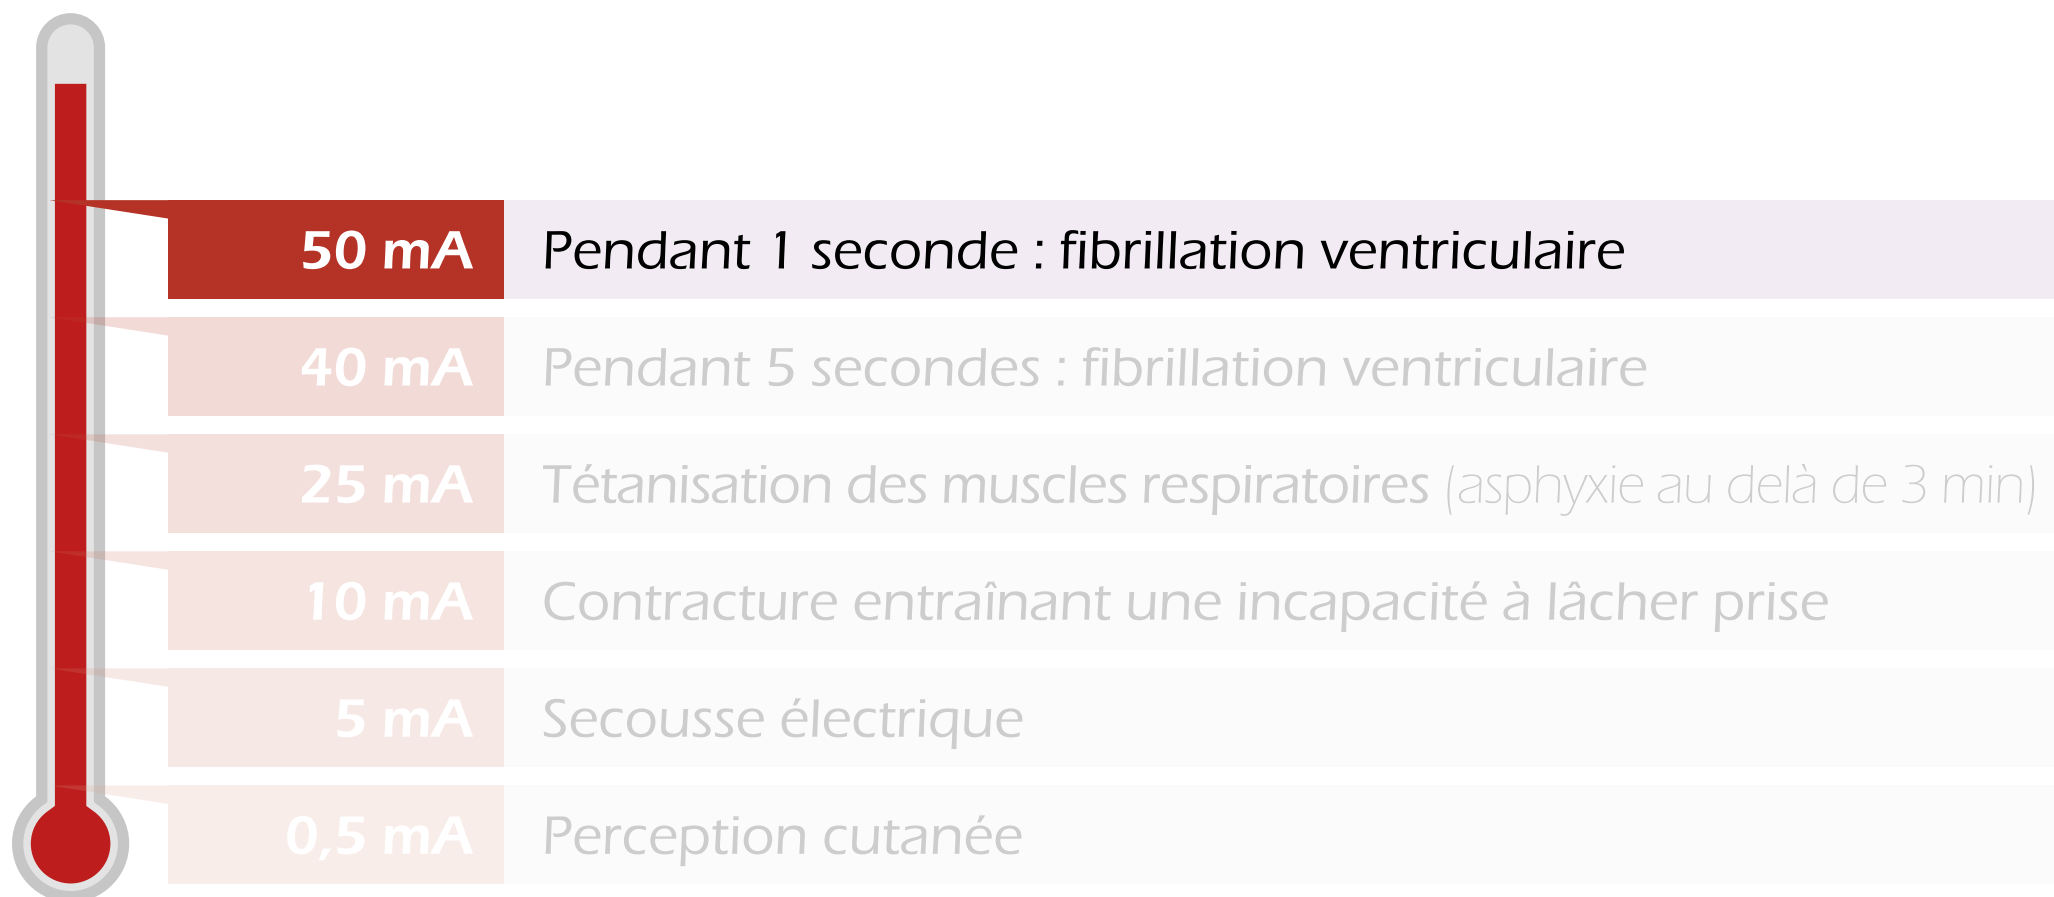 50 mA Pendant 1 seconde : fibrillation ventriculaire
40 mA Pendant 5 secondes : fibrillation ventriculaire
25 mA Tétanisation des muscles respiratoires (asphyxie au delà de 3 min)
10 mA Contracture entraînant une incapacité à lâcher prise
5 mA Secousse électrique
0,5 mA Perception cutanée